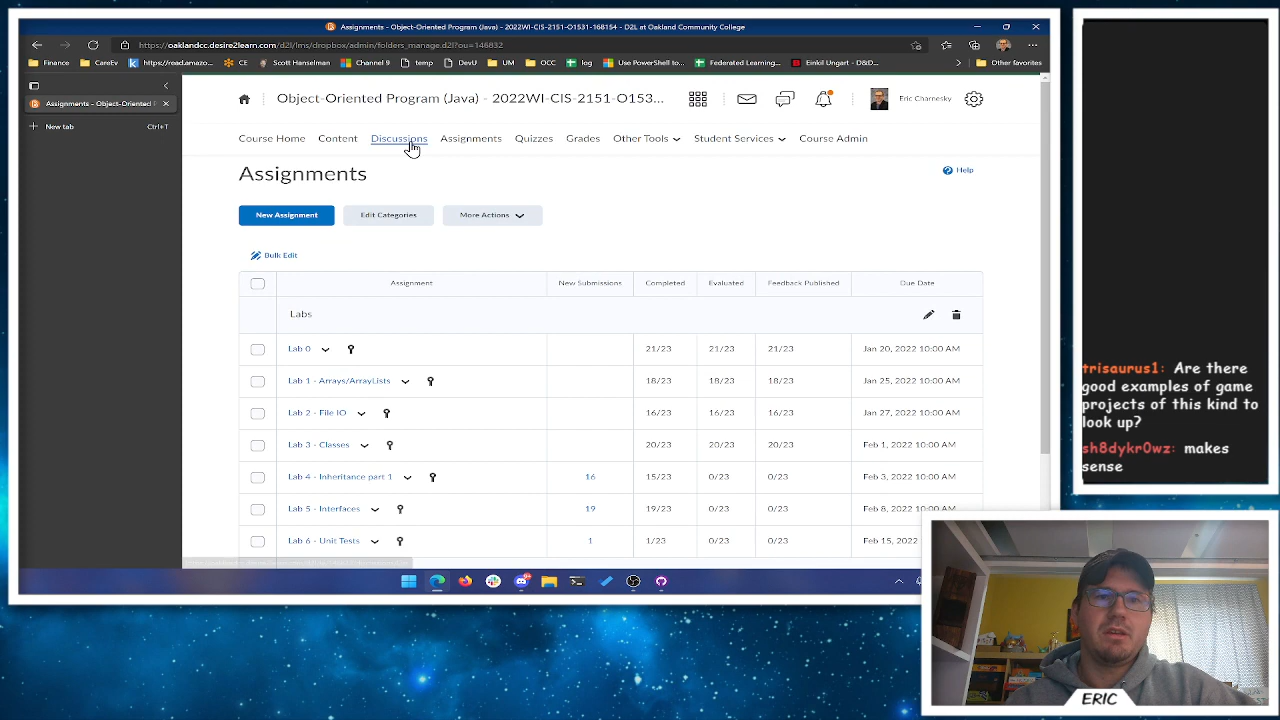 Assignments - Object-Oriented Program (Java) - 2022WI-CIS-2151-O1531-168154 - D2L at Oakland Community College
https://oaklandcc.desire2learn.com/d2l/lms/dropbox/admin/folders_manage.d2l?ou=146832
Finance CareEv CE Scott Hanselman Channel 9 temp DevDev UM OCC log Use PowerShell to... Federated Learning... Einkil Ungart - D&D... Other favorites
Assignments - Object-Oriented
New tab Ctrl+T
Object-Oriented Program (Java) - 2022WI-CIS-2151-O153... Eric Charnesky
Course Home Content Discussions Assignments Quizzes Grades Other Tools Student Services Course Admin
Assignments Help
New Assignment Edit Categories More Actions
Bulk Edit
Assignment New Submissions Completed Evaluated Feedback Published Due Date
Labs
Lab 0 21/23 21/23 21/23 Jan 20, 2022 10:00 AM
Lab 1 - Arrays/ArrayLists 18/23 18/23 18/23 Jan 25, 2022 10:00 AM
Lab 2 - File IO 16/23 16/23 16/23 Jan 27, 2022 10:00 AM
Lab 3 - Classes 20/23 20/23 20/23 Feb 1, 2022 10:00 AM
Lab 4 - Inheritance part 1 16 15/23 0/23 0/23 Feb 3, 2022 10:00 AM
Lab 5 - Interfaces 19 17/23 0/23 0/23 Feb 8, 2022 10:00 AM
Lab 6 - Unit Tests 1 1/23 0/23 0/23 Feb 15, 2022
trisaurus1: Are there
good examples of game
projects of this kind to
look up?
sh8dykr0wz: makes
sense
ERIC